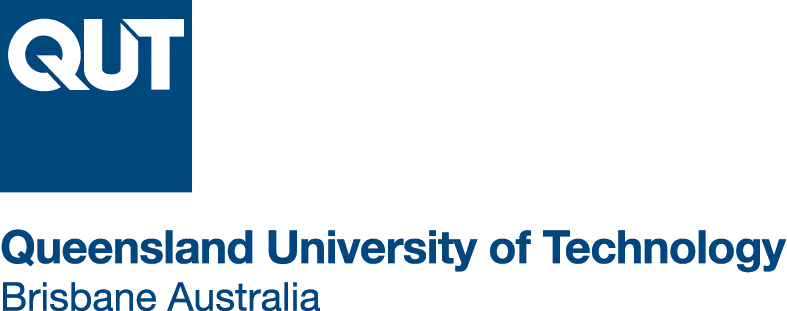 QUT
Queensland University of Technology
Brisbane Australia